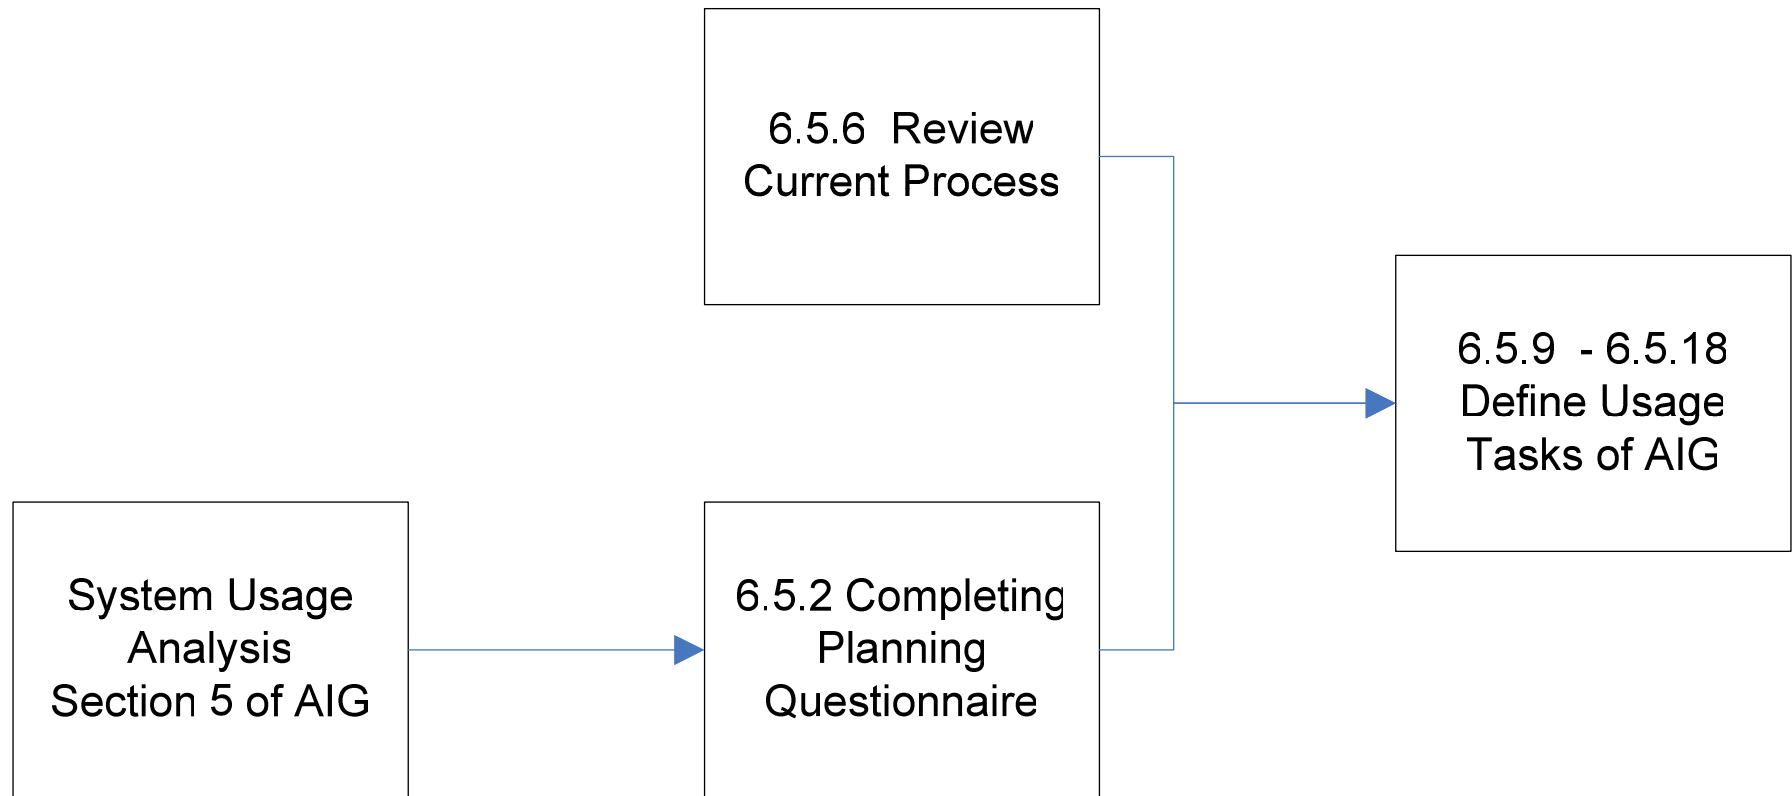 6.5.6  Review
Current Process
6.5.9  - 6.5.18
Define Usage
Tasks of AIG
System Usage
Analysis
Section 5 of AIG
6.5.2 Completing
Planning
Questionnaire